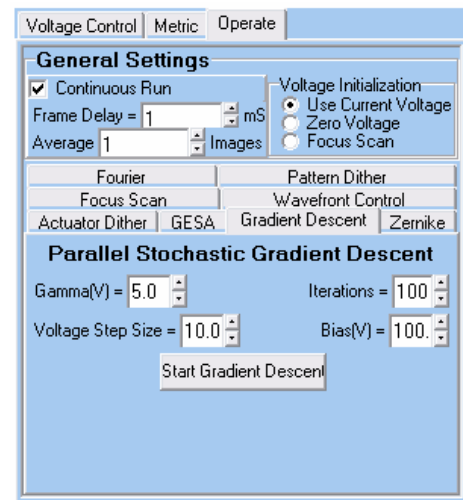 Voltage Control Metric Operate
General Settings
Continuous Run
Frame Delay = 1 mS
Average 1 Images
Voltage Initialization
Use Current Voltage
Zero Voltage
Focus Scan
Fourier Pattern Dither
Focus Scan Wavefront Control
Actuator Dither GESA Gradient Descent Zernike
Parallel Stochastic Gradient Descent
Gamma(V) = 5.0 Iterations = 100
Voltage Step Size = 10.0 Bias(V) = 100.
Start Gradient Descent